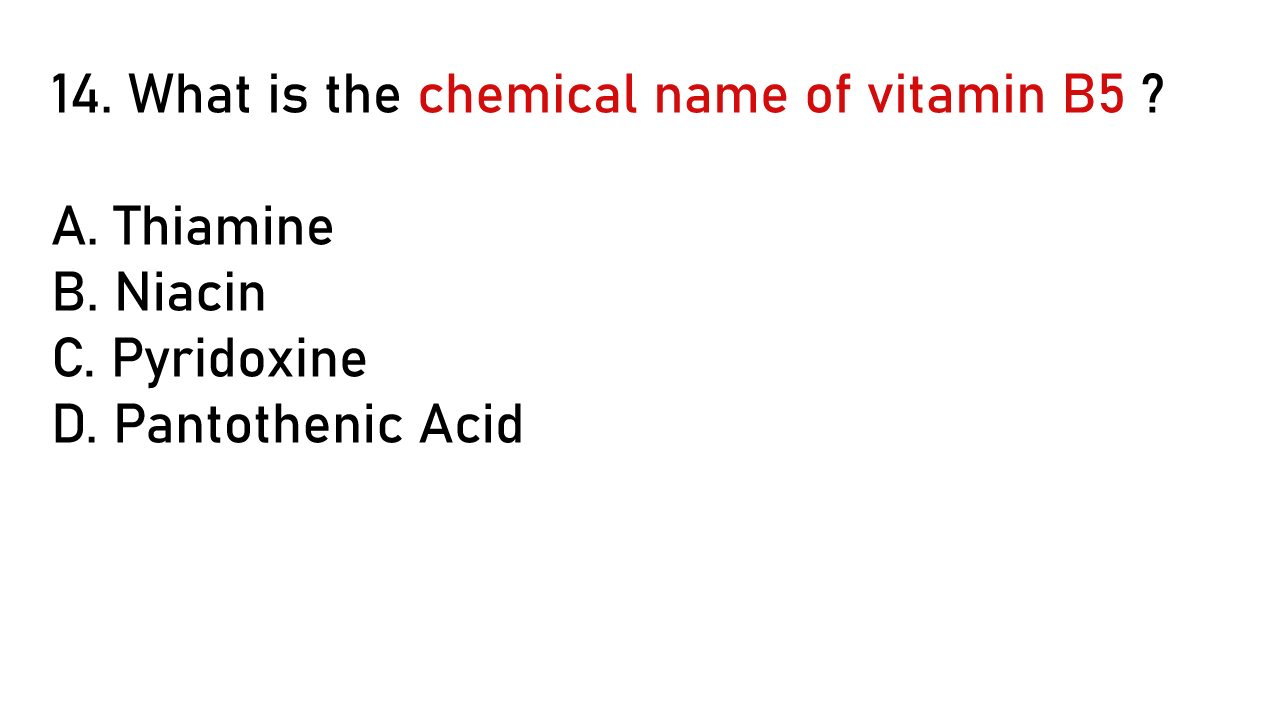 14. What is the chemical name of vitamin B5 ?
A. Thiamine
B. Niacin
C. Pyridoxine
D. Pantothenic Acid